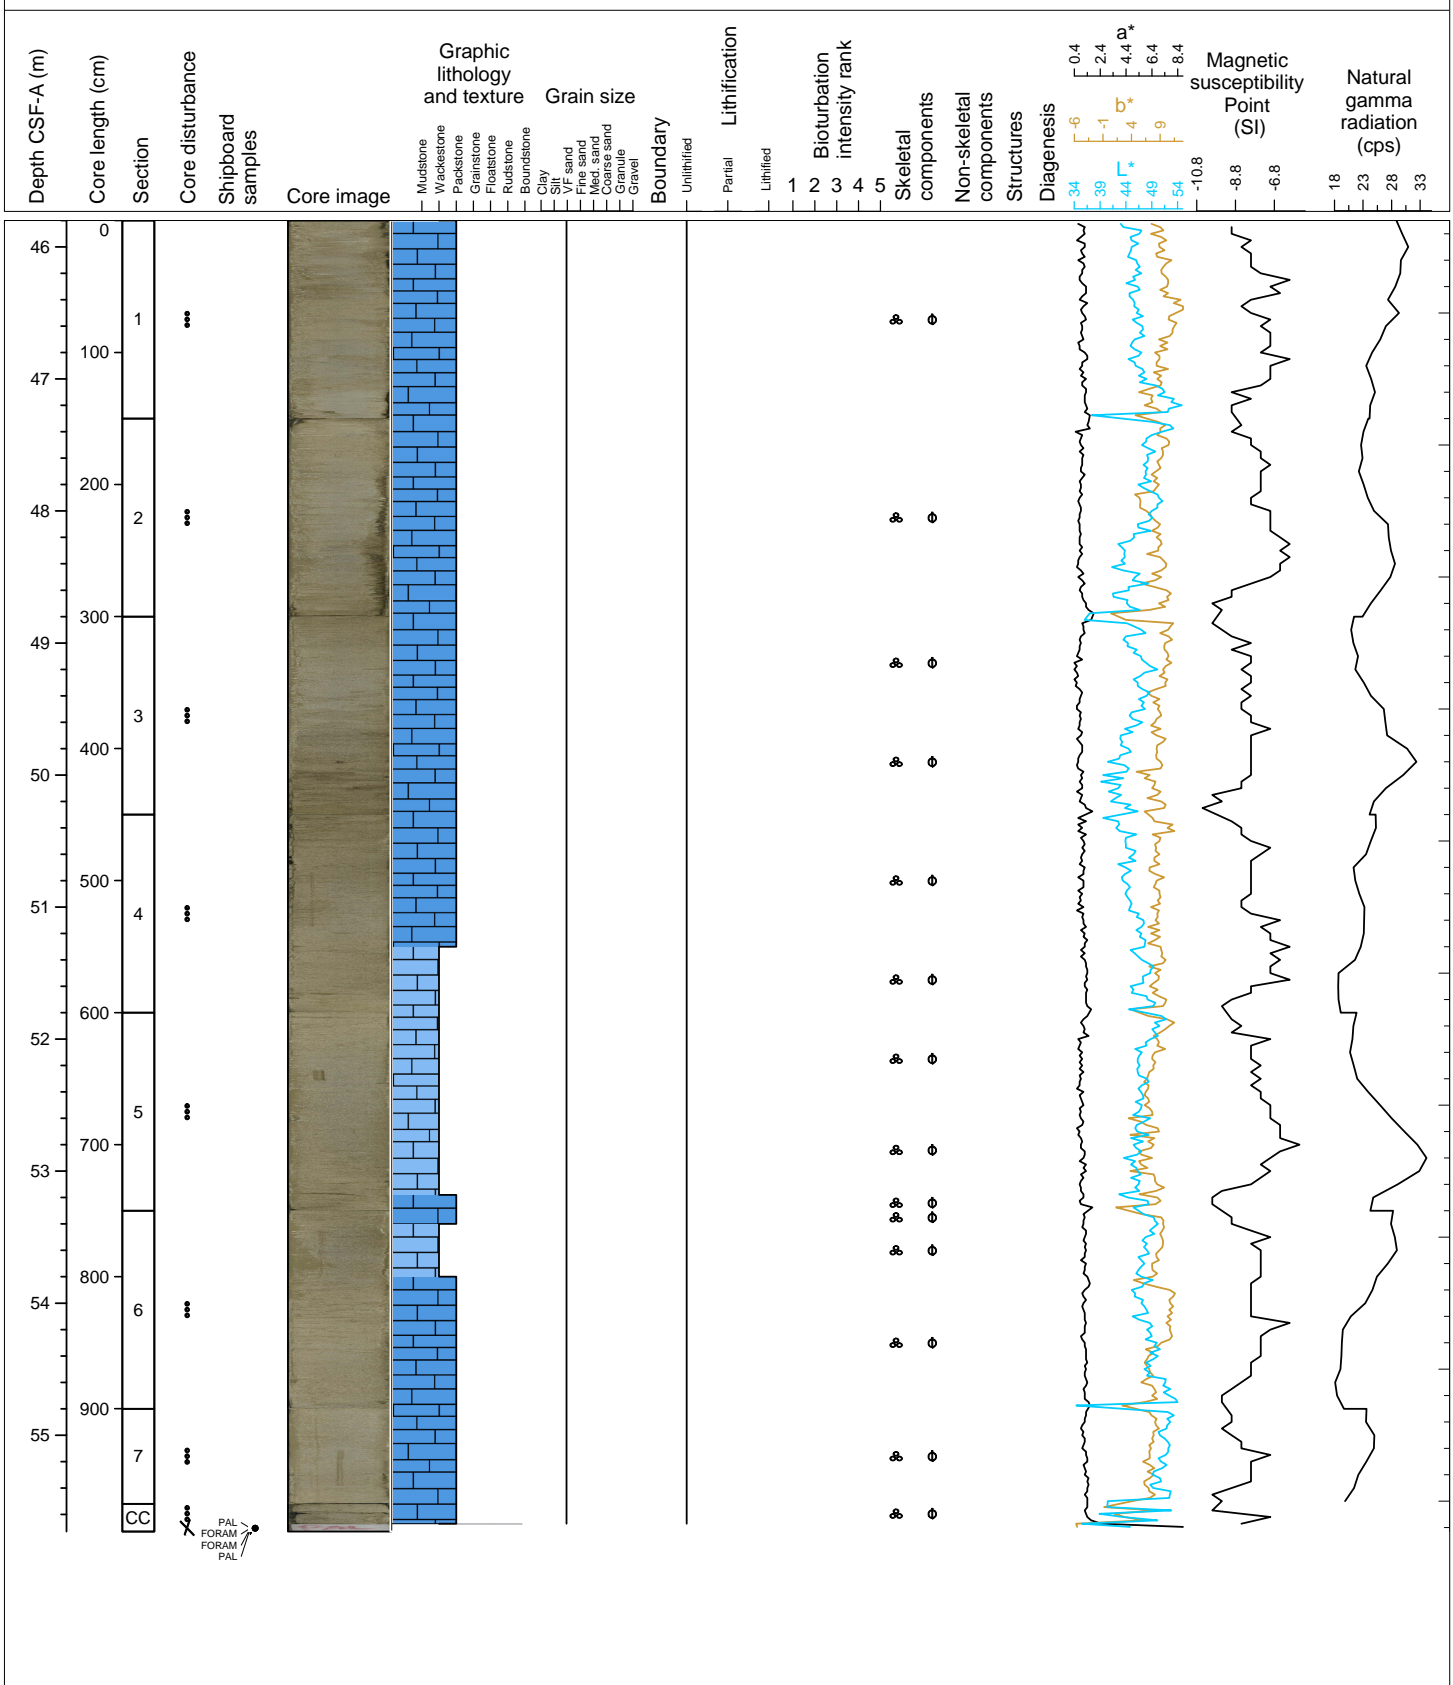 Depth CSF-A (m)
Core length (cm)
Section
Core disturbance
Shipboard
samples
Core image
Graphic
lithology
and texture
Mudstone
Wackestone
Packstone
Grainstone
Floatstone
Rudstone
Boundstone
Grain size
Clay
Silt
VF sand
Fine sand
Med. sand
Coarse sand
Granule
Gravel
Boundary
Lithification
Unlithified
Partial
Lithified
Bioturbation
intensity rank
1 2 3 4 5
Skeletal
components
Non-skeletal
components
Structures
Diagenesis
a*
0.4 2.4 4.4 6.4 8.4
b*
-6 -1 4 9
L*
34 39 44 49 54
Magnetic
susceptibility
Point
(SI)
-10.8 -8.8 -6.8
Natural
gamma
radiation
(cps)
18 23 28 33
0
46
1
100
47
200
48
2
300
49
3
400
50
500
51
4
600
52
5
700
53
800
54
6
900
55
7
CC
PAL
FORAM
FORAM
PAL